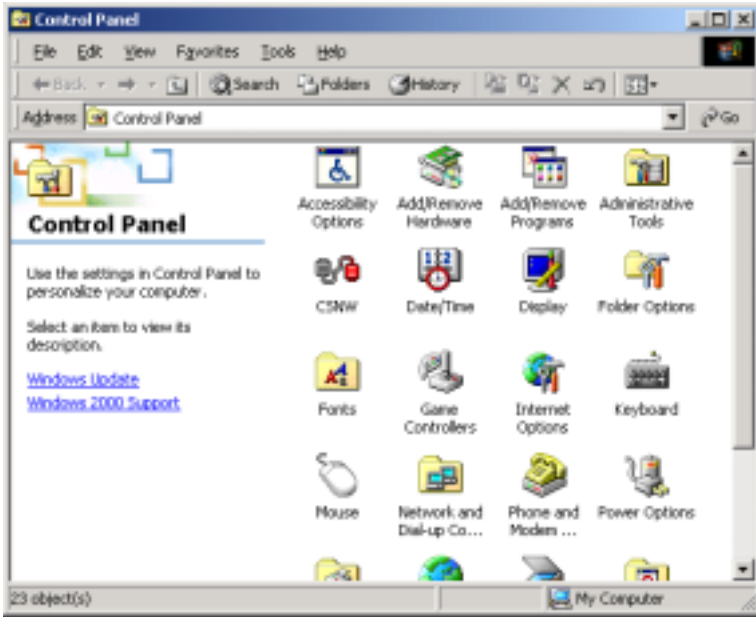 Control Panel
File Edit View Favorites Tools Help
Back Search Folders History
Address Control Panel Go
Control Panel
Use the settings in Control Panel to
personalize your computer.
Select an item to view its
description.
Windows Update
Windows 2000 Support
Accessibility
Options
Add/Remove
Hardware
Add/Remove
Programs
Administrative
Tools
CSNW
Date/Time
Display
Folder Options
Fonts
Game
Controllers
Internet
Options
Keyboard
Mouse
Network and
Dial-up Co...
Phone and
Modem ...
Power Options
23 object(s) My Computer